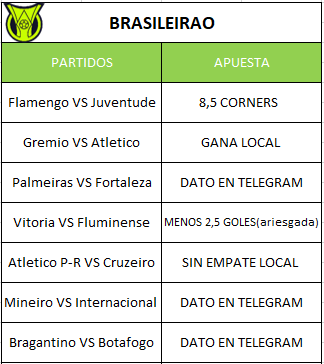 BRASILEIRAO
PARTIDOS APUESTA
Flamengo VS Juventude 8,5 CORNERS
Gremio VS Atletico GANA LOCAL
Palmeiras VS Fortaleza DATO EN TELEGRAM
Vitoria VS Fluminense MENOS 2,5 GOLES(ariesgada)
Atletico P-R VS Cruzeiro SIN EMPATE LOCAL
Mineiro VS Internacional DATO EN TELEGRAM
Bragantino VS Botafogo DATO EN TELEGRAM